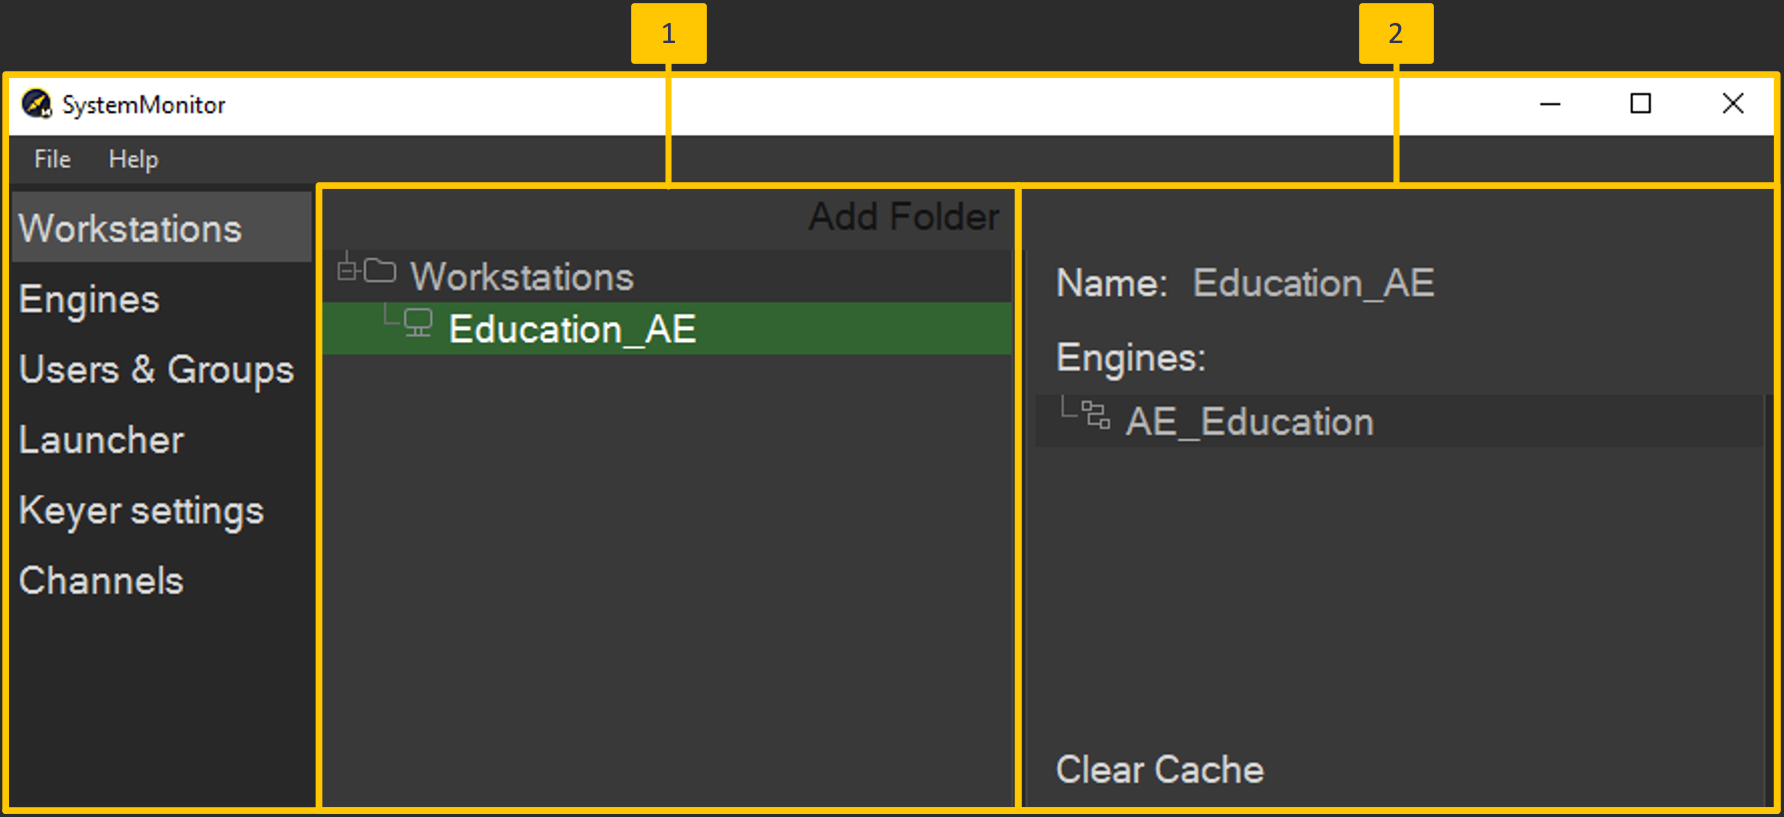 1
2
SystemMonitor
File Help
Workstations
Engines
Users & Groups
Launcher
Keyer settings
Channels
Add Folder
Workstations
Education_AE
Name: Education_AE
Engines:
AE_Education
Clear Cache